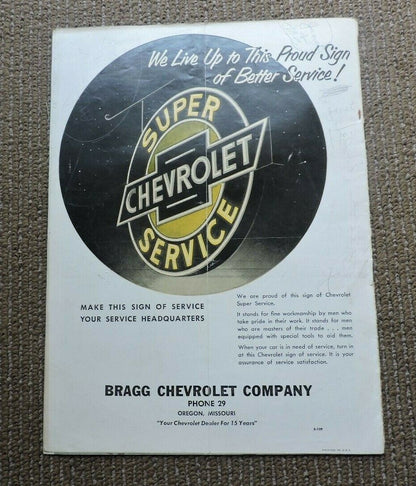 We Live Up to This Proud Sign
of Better Service!
SUPER
CHEVROLET
SERVICE
MAKE THIS SIGN OF SERVICE
YOUR SERVICE HEADQUARTERS
We are proud of this sign of Chevrolet
Super Service.
It stands for fine workmanship by men who
take pride in their work. It stands for men
who are masters of their trade . . . men
equipped with special tools to aid them.
When your car is in need of service, turn in
at this Chevrolet sign of service. It is your
assurance of service satisfaction.
BRAGG CHEVROLET COMPANY
PHONE 29
OREGON, MISSOURI
"Your Chevrolet Dealer For 15 Years"
PRINTED IN U.S.A.